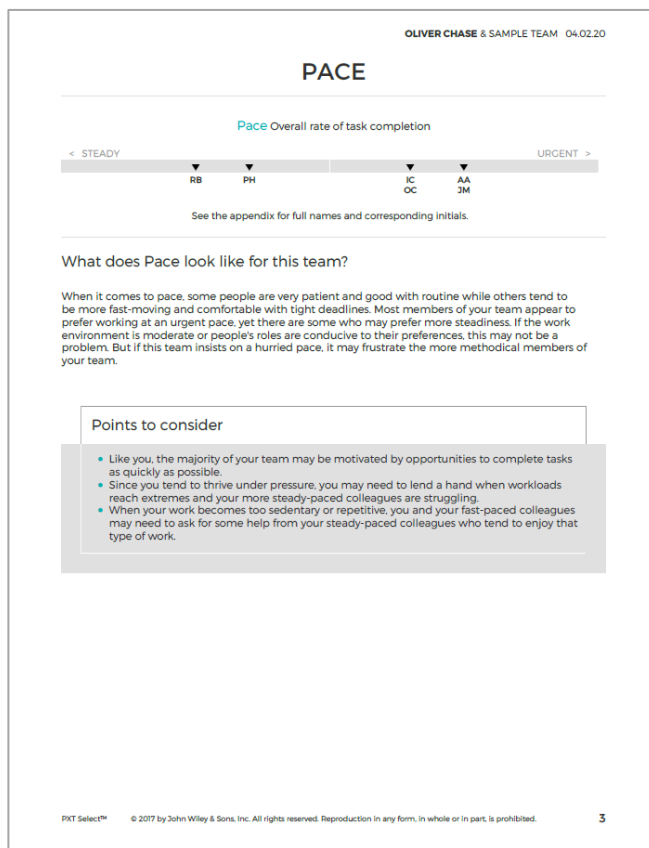 OLIVER CHASE & SAMPLE TEAM 04.02.20
PACE
Pace Overall rate of task completion
< STEADY URGENT >
RB PH IC AA
OC JM
See the appendix for full names and corresponding initials.
What does Pace look like for this team?
When it comes to pace, some people are very patient and good with routine while others tend to
be more fast-moving and comfortable with tight deadlines. Most members of your team appear to
prefer working at an urgent pace, yet there are some who may prefer more steadiness. If the work
environment is moderate or people's roles are conducive to their preferences, this may not be a
problem. But if this team insists on a hurried pace, it may frustrate the more methodical members of
your team.
Points to consider
• Like you, the majority of your team may be motivated by opportunities to complete tasks
as quickly as possible.
• Since you tend to thrive under pressure, you may need to lend a hand when workloads
reach extremes and your more steady-paced colleagues are struggling.
• When your work becomes too sedentary or repetitive, you and your fast-paced colleagues
may need to ask for some help from your steady-paced colleagues who tend to enjoy that
type of work.
PXT Select™ © 2017 by John Wiley & Sons, Inc. All rights reserved. Reproduction in any form, in whole or in part, is prohibited. 3